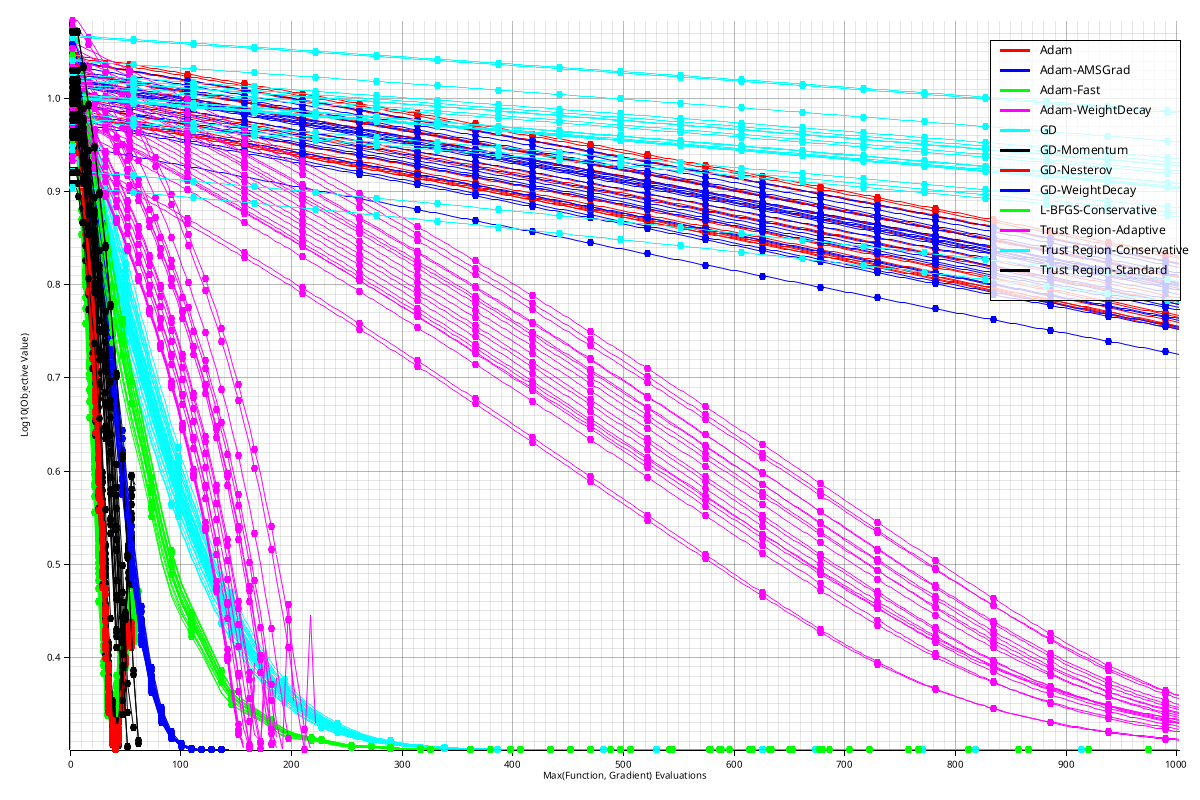 Adam
Adam-AMSGrad
Adam-Fast
Adam-WeightDecay
GD
GD-Momentum
GD-Nesterov
GD-WeightDecay
L-BFGS-Conservative
Trust Region-Adaptive
Trust Region-Conservative
Trust Region-Standard
Log10(Objective Value)
1.0
0.9
0.8
0.7
0.6
0.5
0.4
0 100 200 300 400 500 600 700 800 900 1000
Max(Function, Gradient) Evaluations